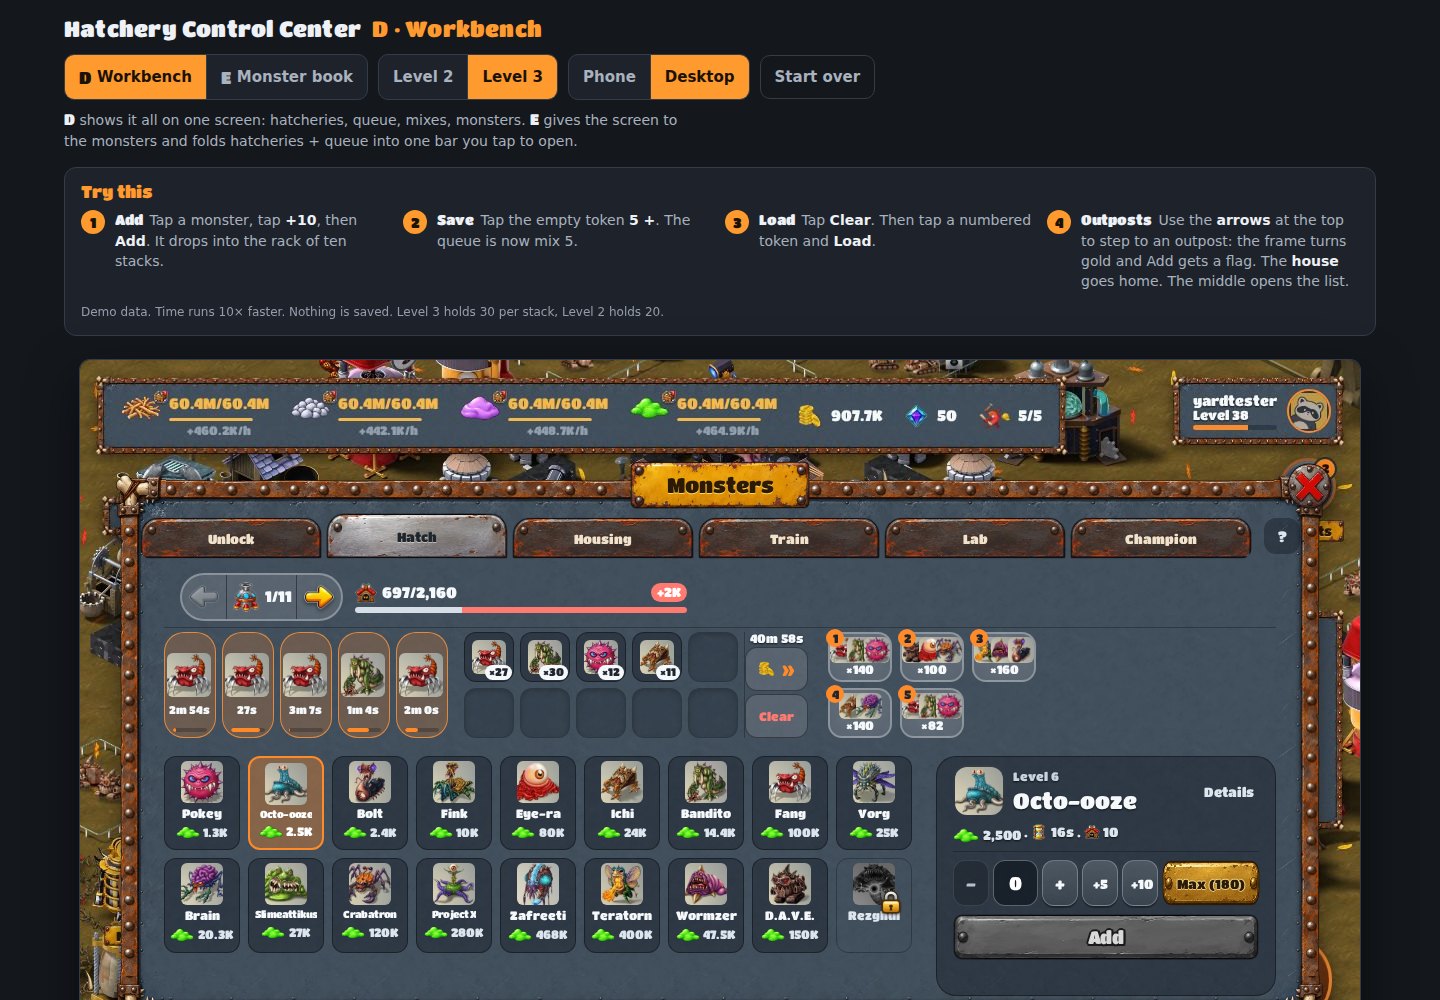 Hatchery Control Center D · Workbench
D Workbench E Monster book Level 2 Level 3 Phone Desktop Start over
D shows it all on one screen: hatcheries, queue, mixes, monsters. E gives the screen to
the monsters and folds hatcheries + queue into one bar you tap to open.
Try this
1 Add Tap a monster, tap +10, then
Add. It drops into the rack of ten
stacks.
2 Save Tap the empty token 5 +. The
queue is now mix 5.
3 Load Tap Clear. Then tap a numbered
token and Load.
4 Outposts Use the arrows at the top
to step to an outpost: the frame turns
gold and Add gets a flag. The house
goes home. The middle opens the list.
Demo data. Time runs 10× faster. Nothing is saved. Level 3 holds 30 per stack, Level 2 holds 20.
60.4M/60.4M 60.4M/60.4M 60.4M/60.4M 60.4M/60.4M 907.7K 50 5/5
+460.2K/h +442.1K/h +448.7K/h +464.9K/h
yardtester
Level 38
Monsters
Unlock Hatch Housing Train Lab Champion ?
1/11 697/2,160 +2K
2m 54s 27s 3m 7s 1m 4s 2m 0s
×27 ×30 ×12 ×11
40m 58s
»
Clear
1 ×140 2 ×100 3 ×160
4 ×140 5 ×82
Pokey Octo-ooze Bolt Fink Eye-ra Ichi Bandito Fang Vorg
1.3K 2.5K 2.4K 10K 80K 24K 14.4K 100K 25K
Brain Slimeattikus Crabatron Project X Zafreeti Teratorn Wormzer D.A.V.E. Rezghul
20.3K 27K 120K 280K 468K 400K 47.5K 150K
Level 6
Octo-ooze Details
2,500 · 16s · 10
− 0 + +5 +10 Max (180)
Add